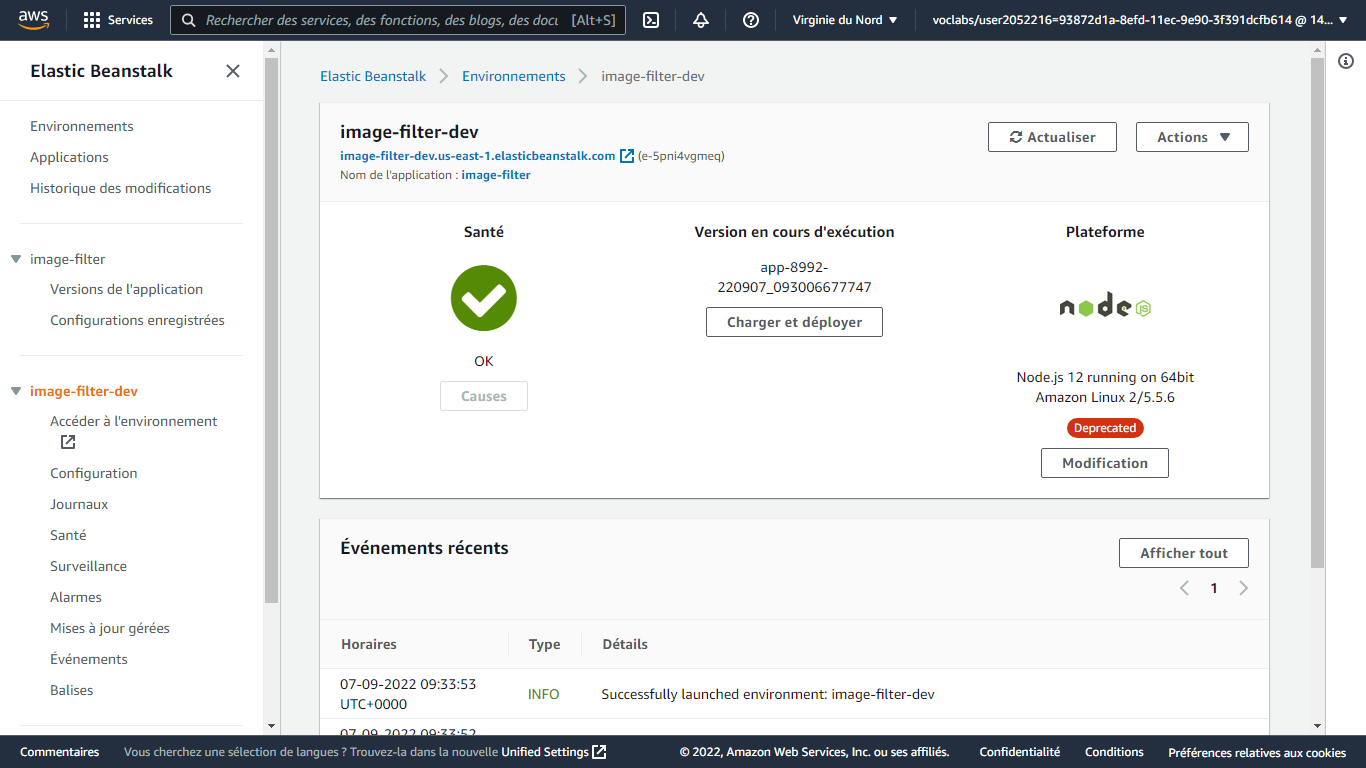 aws
Services
Rechercher des services, des fonctions, des blogs, des docu [Alt+S]
Virginie du Nord
voclabs/user2052216=93872d1a-8efd-11ec-9e90-3f391dcfb614 @ 14...
Elastic Beanstalk
Environnements
Applications
Historique des modifications
image-filter
Versions de l'application
Configurations enregistrées
image-filter-dev
Accéder à l'environnement
Configuration
Journaux
Santé
Surveillance
Alarmes
Mises à jour gérées
Événements
Balises
Elastic Beanstalk
Environnements
image-filter-dev
image-filter-dev
image-filter-dev.us-east-1.elasticbeanstalk.com (e-5pni4vgmeq)
Nom de l'application : image-filter
Actualiser
Actions
Santé
OK
Causes
Version en cours d'exécution
app-8992-
220907_093006677747
Charger et déployer
Plateforme
node JS
Node.js 12 running on 64bit
Amazon Linux 2/5.5.6
Deprecated
Modification
Événements récents
Afficher tout
1
Horaires Type Détails
07-09-2022 09:33:53
UTC+0000
INFO
Successfully launched environment: image-filter-dev
07-09-2022 09:33:52
Commentaires
Vous cherchez une sélection de langues ? Trouvez-la dans la nouvelle Unified Settings
© 2022, Amazon Web Services, Inc. ou ses affiliés.
Confidentialité
Conditions
Préférences relatives aux cookies